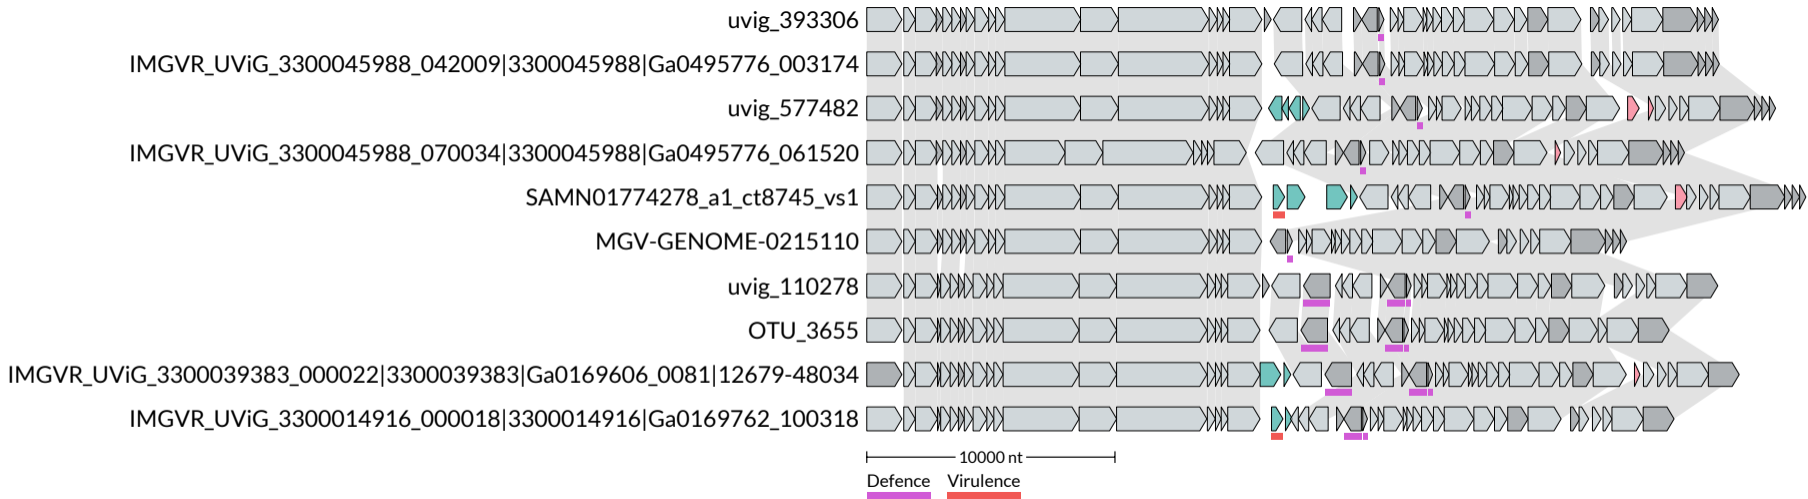 uvig_393306
IMGVR_UViG_3300045988_042009|3300045988|Ga0495776_003174
uvig_577482
IMGVR_UViG_3300045988_070034|3300045988|Ga0495776_061520
SAMN01774278_a1_ct8745_vs1
MGV-GENOME-0215110
uvig_110278
OTU_3655
IMGVR_UViG_3300039383_000022|3300039383|Ga0169606_0081|12679-48034
IMGVR_UViG_3300014916_000018|3300014916|Ga0169762_100318
10000 nt
Defence Virulence